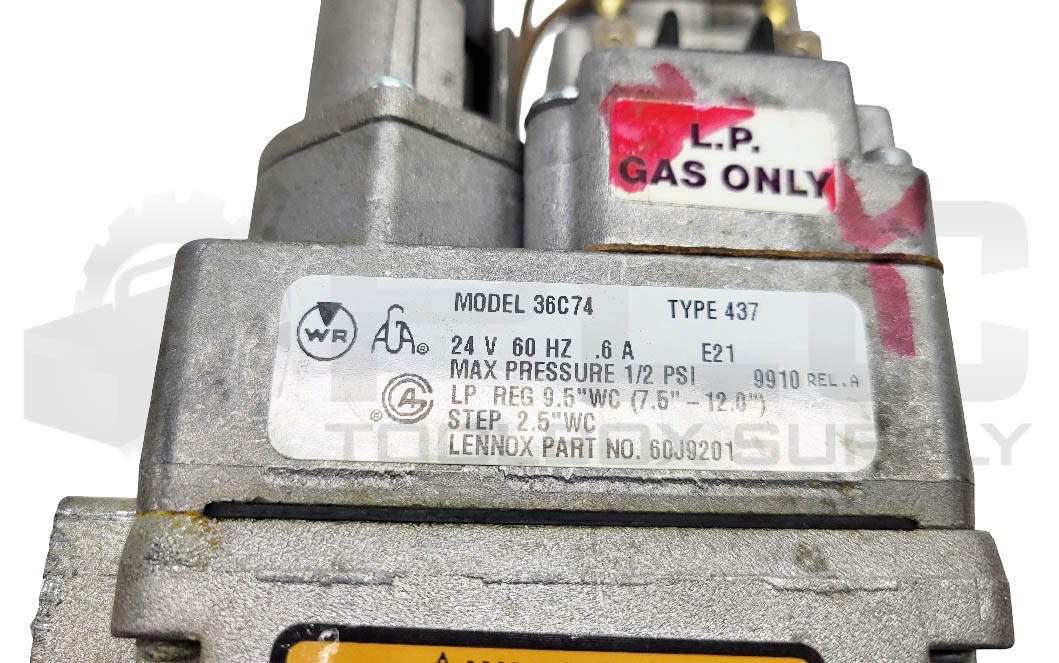 L.P.
GAS ONLY
WR
MODEL 36C74 TYPE 437
24 V 60 HZ .6 A E21
MAX PRESSURE 1/2 PSI 9910 REL.A
LP REG 9.5"WC (7.5" – 12.0")
STEP 2.5"WC
LENNOX PART NO. 60J9201